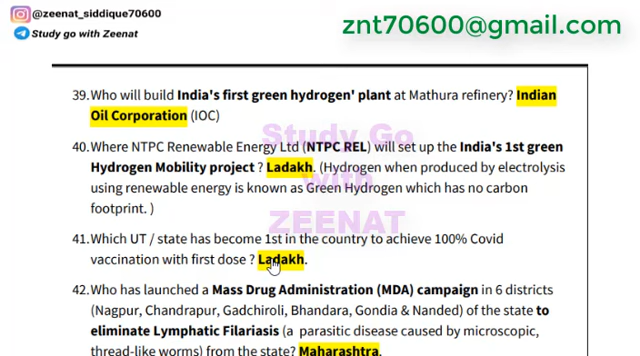 @zeenat_siddique70600
Study go with Zeenat
znt70600@gmail.com
39. Who will build India's first green hydrogen' plant at Mathura refinery? Indian
Oil Corporation (IOC)
Study Go
40. Where NTPC Renewable Energy Ltd (NTPC REL) will set up the India's 1st green
Hydrogen Mobility project ? Ladakh. (Hydrogen when produced by electrolysis
with
using renewable energy is known as Green Hydrogen which has no carbon
footprint. )
ZEENAT
41. Which UT / state has become 1st in the country to achieve 100% Covid
vaccination with first dose ? Ladakh.
42. Who has launched a Mass Drug Administration (MDA) campaign in 6 districts
(Nagpur, Chandrapur, Gadchiroli, Bhandara, Gondia & Nanded) of the state to
eliminate Lymphatic Filariasis (a parasitic disease caused by microscopic,
thread-like worms) from the state? Maharashtra.